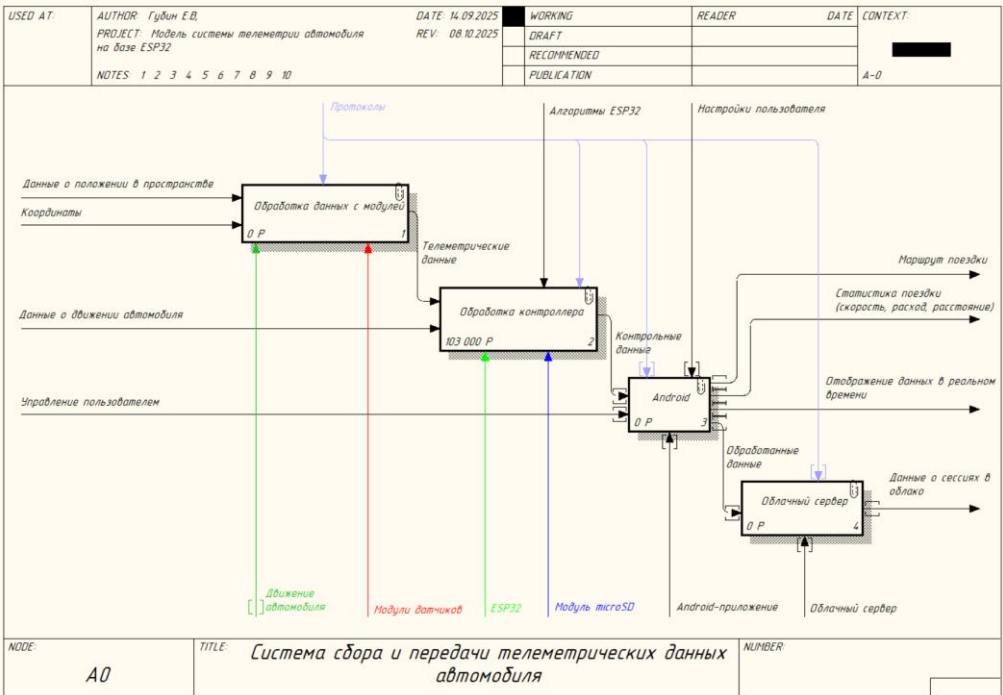 USED AT:
AUTHOR: Губин Е.В,
DATE: 14.09.2025
WORKING
READER
DATE
CONTEXT:
PROJECT: Модель системы телеметрии автомобиля
на базе ESP32
REV: 08.10.2025
DRAFT
RECOMMENDED
NOTES: 1 2 3 4 5 6 7 8 9 10
PUBLICATION
A-0
Протоколы
Алгоритмы ESP32
Настройки пользователя
Данные о положении в пространстве
Координаты
Обработка данных с модулей
0 Р
1
Телеметрические
данные
Маршрут поездки
Статистика поездки
(скорость, расход, расстояние)
Данные о движении автомобиля
Обработка контроллера
103 000 Р
2
Контрольные
данные
Отображение данных в реальном
времени
Управление пользователем
Android
0 Р
3
Обработанные
данные
Данные о сессиях в
облако
Облачный сервер
0 Р
4
Движение
автомобиля
Модули датчиков
ESP32
Модуль microSD
Android-приложение
Облачный сервер
NODE:
A0
TITLE:
Система сбора и передачи телеметрических данных
автомобиля
NUMBER: